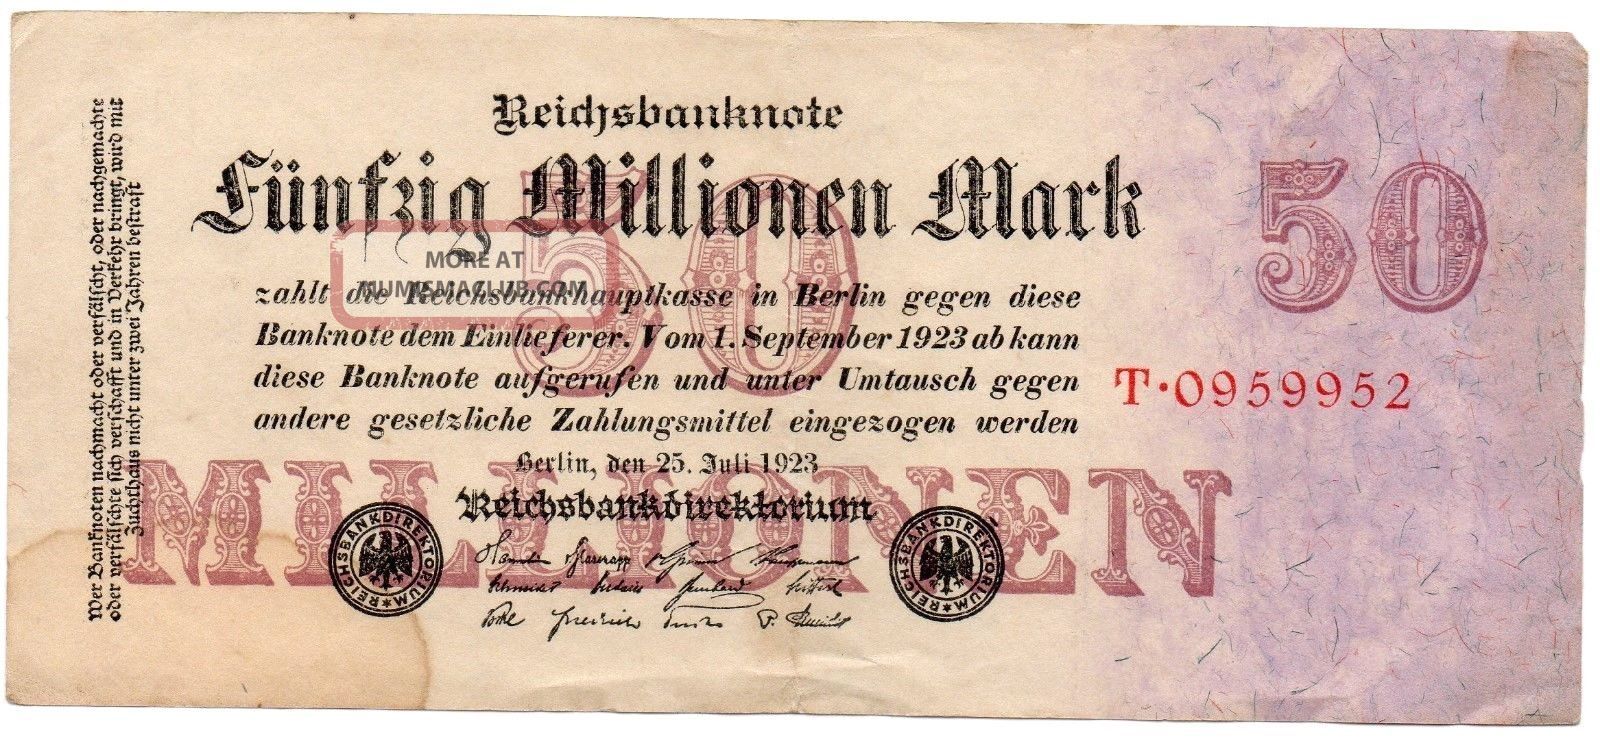 Wer Banknoten nachmacht oder verfälscht, oder nachgemachte
oder verfälschte sich verschafft und in Verkehr bringt, wird mit
Zuchthaus nicht unter zwei Jahren bestraft
Reichsbanknote
Fünfzig Millionen Mark
50
50
MORE AT
NUMISMACLUB.COM
zahlt die Reichsbankhauptkasse in Berlin gegen diese
Banknote dem Einlieferer. Vom 1. September 1923 ab kann
diese Banknote aufgerufen und unter Umtausch gegen
andere gesetzliche Zahlungsmittel eingezogen werden
T·0959952
Berlin, den 25. Juli 1923
MILLIONEN
Reichsbankdirektorium
REICHSBANKDIREKTORIUM
REICHSBANKDIREKTORIUM